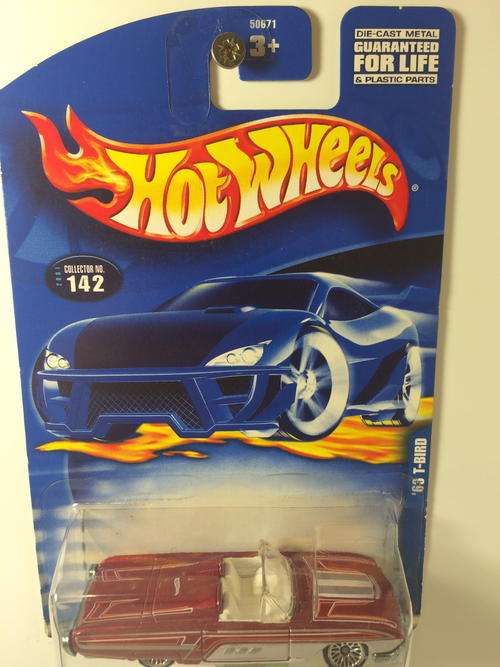 50671
3+
DIE-CAST METAL
GUARANTEED
FOR LIFE
& PLASTIC PARTS
HOT WHEELS
®
COLLECTOR NO.
142
'63 T-BIRD